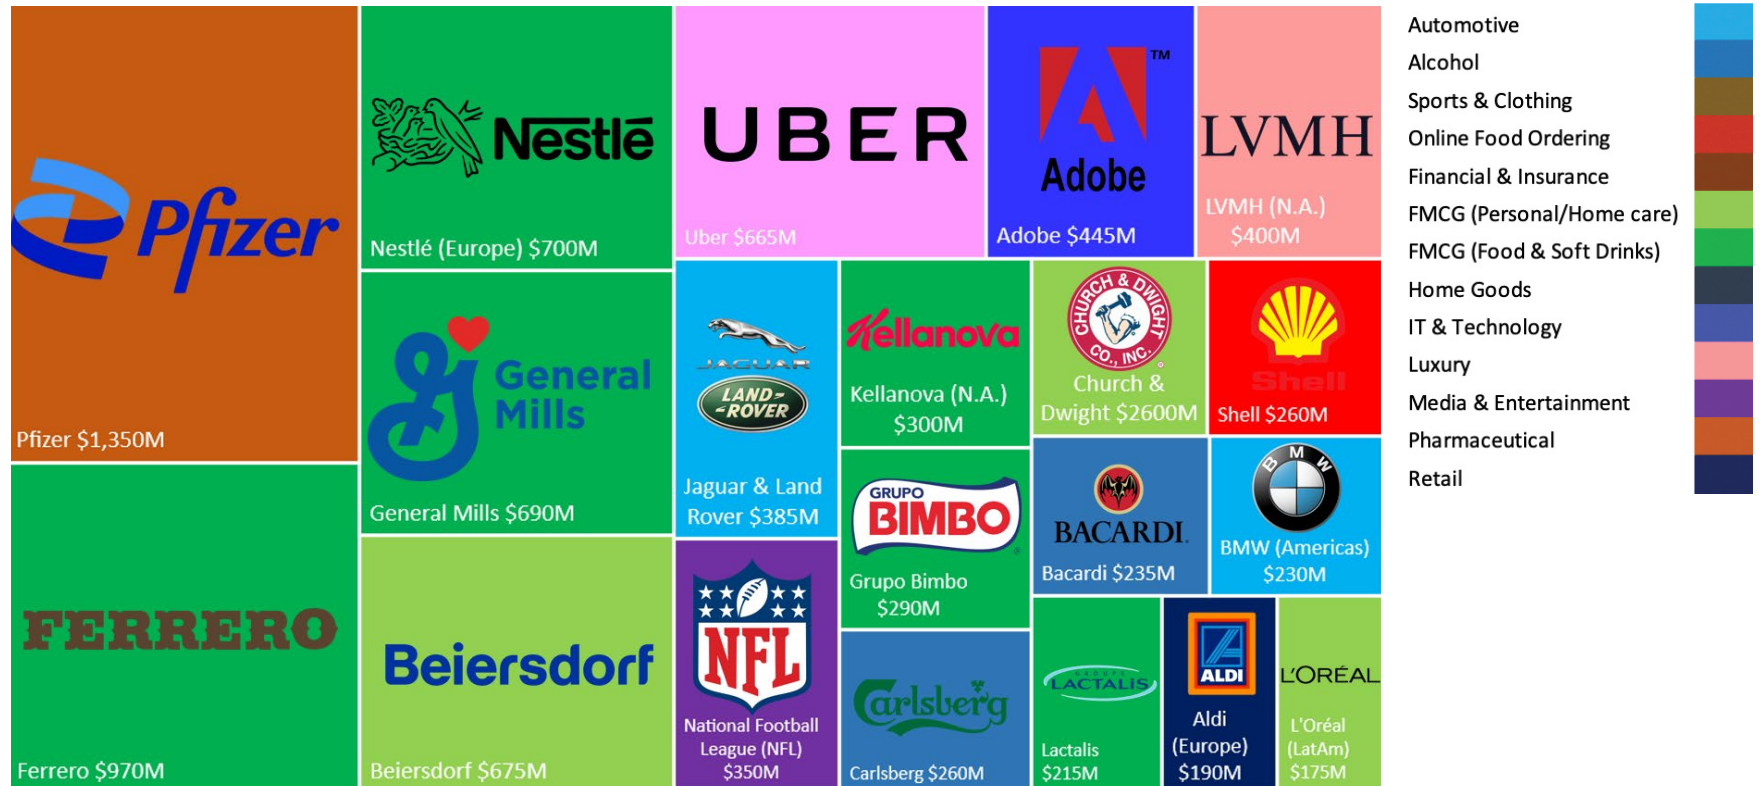 Pfizer
Pfizer $1,350M
FERRERO
Ferrero $970M
Nestlé
Nestlé (Europe) $700M
General
Mills
General Mills $690M
Beiersdorf
Beiersdorf $675M
UBER
Uber $665M
TM
Adobe
Adobe $445M
LVMH
LVMH (N.A.)
$400M
JAGUAR
LAND-
-ROVER
Jaguar & Land
Rover $385M
NFL
National Football
League (NFL)
$350M
Kellanova
Kellanova (N.A.)
$300M
GRUPO
BIMBO
®
Grupo Bimbo
$290M
Carlsberg
Carlsberg $260M
CHURCH & DWIGHT
CO., INC.
®
Church &
Dwight $2600M
Shell
Shell $260M
BACARDI.
Bacardi $235M
BMW
BMW (Americas)
$230M
GROUPE
LACTALIS
Lactalis
$215M
ALDI
Aldi
(Europe)
$190M
L'ORÉAL
L'Oréal
(LatAm)
$175M
Automotive
Alcohol
Sports & Clothing
Online Food Ordering
Financial & Insurance
FMCG (Personal/Home care)
FMCG (Food & Soft Drinks)
Home Goods
IT & Technology
Luxury
Media & Entertainment
Pharmaceutical
Retail